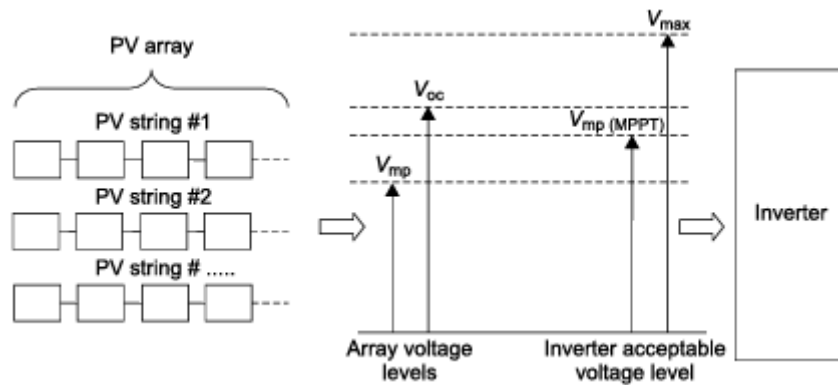 PV array
PV string #1
PV string #2
PV string # .....
Vmp
Voc
Vmp (MPPT)
Vmax
Array voltage
levels
Inverter acceptable
voltage level
Inverter